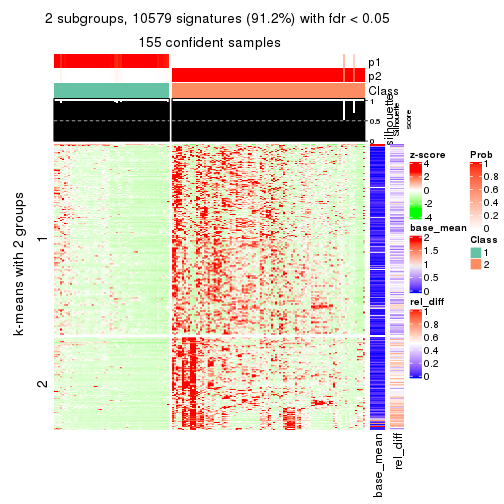 2 subgroups, 10579 signatures (91.2%) with fdr < 0.05
155 confident samples
p1
p2
Class
1
0.5
0
silhouette
Silhouette
score
k-means with 2 groups
1
2
base_mean
rel_diff
z-score
4
2
0
-2
-4
base_mean
2
1.5
1
0.5
0
rel_diff
1
0.8
0.6
0.4
0.2
0
Prob
1
0.8
0.6
0.4
0.2
0
Class
1
2